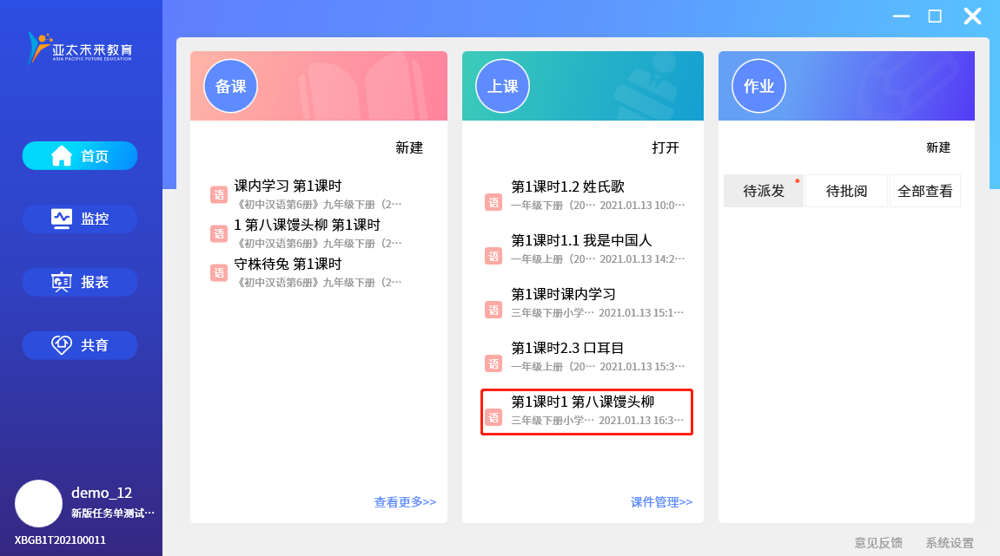 亚太未来教育
ASIA PACIFIC FUTURE EDUCATION
首页
监控
报表
共育
demo_12
新版任务单测试…
XBGB1T202100011
备课
新建
语
课内学习 第1课时
《初中汉语第6册》九年级下册（2…
语
1 第八课馒头柳 第1课时
《初中汉语第6册》九年级下册（2…
语
守株待兔 第1课时
《初中汉语第6册》九年级下册（2…
查看更多>>
上课
打开
语
第1课时1.2 姓氏歌
一年级下册（20… 2021.01.13 10:0…
语
第1课时1.1 我是中国人
一年级上册（20… 2021.01.13 14:2…
语
第1课时课内学习
三年级下册小学… 2021.01.13 15:1…
语
第1课时2.3 口耳目
一年级上册（20… 2021.01.13 15:3…
语
第1课时1 第八课馒头柳
三年级下册小学… 2021.01.13 16:3…
课件管理>>
作业
新建
待派发
待批阅
全部查看
意见反馈
系统设置